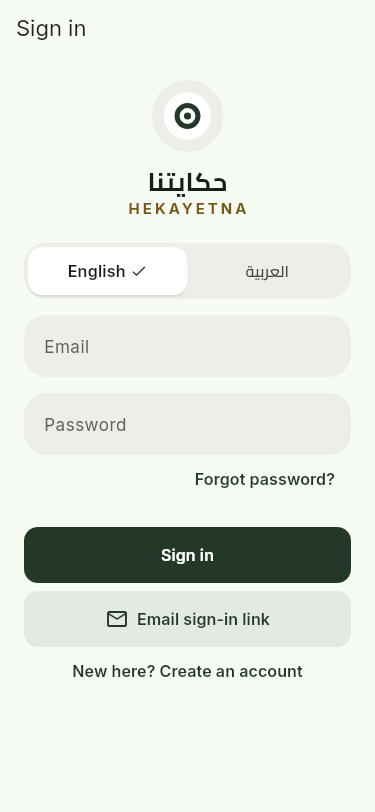 Sign in
حكايتنا
HEKAYETNA
English
العربية
Email
Password
Forgot password?
Sign in
Email sign-in link
New here? Create an account